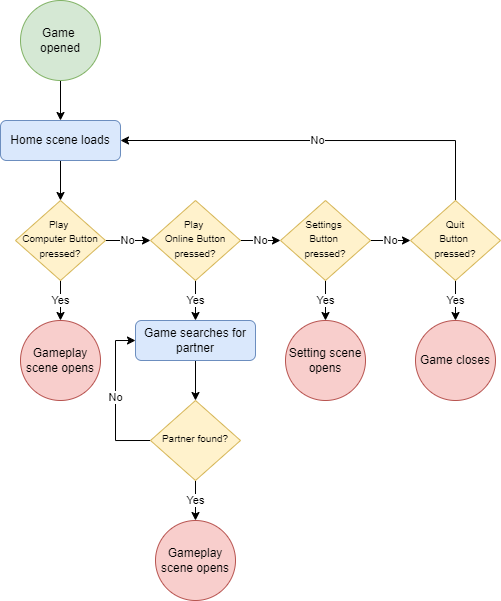 Game
opened
Home scene loads
No
Play
Computer Button
pressed?
No
Play
Online Button
pressed?
No
Settings
Button
pressed?
No
Quit
Button
pressed?
Yes
Yes
Yes
Yes
Gameplay
scene opens
Game searches for
partner
Setting scene
opens
Game closes
No
Partner found?
Yes
Gameplay
scene opens